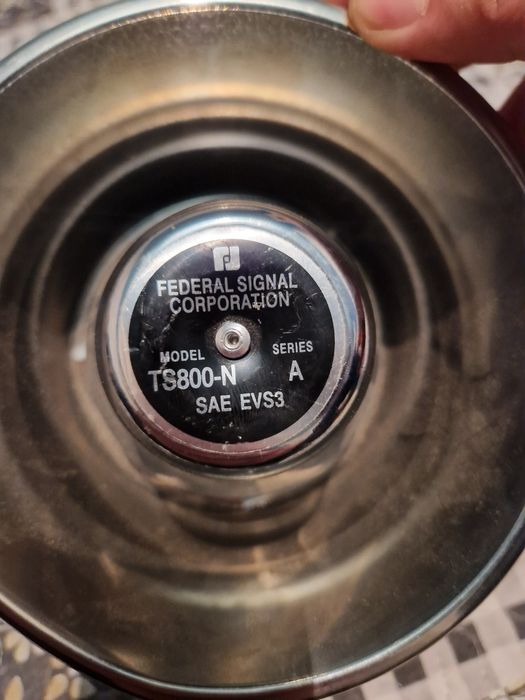 FEDERAL SIGNAL
CORPORATION
MODEL SERIES
TS800-N A
SAE EVS3